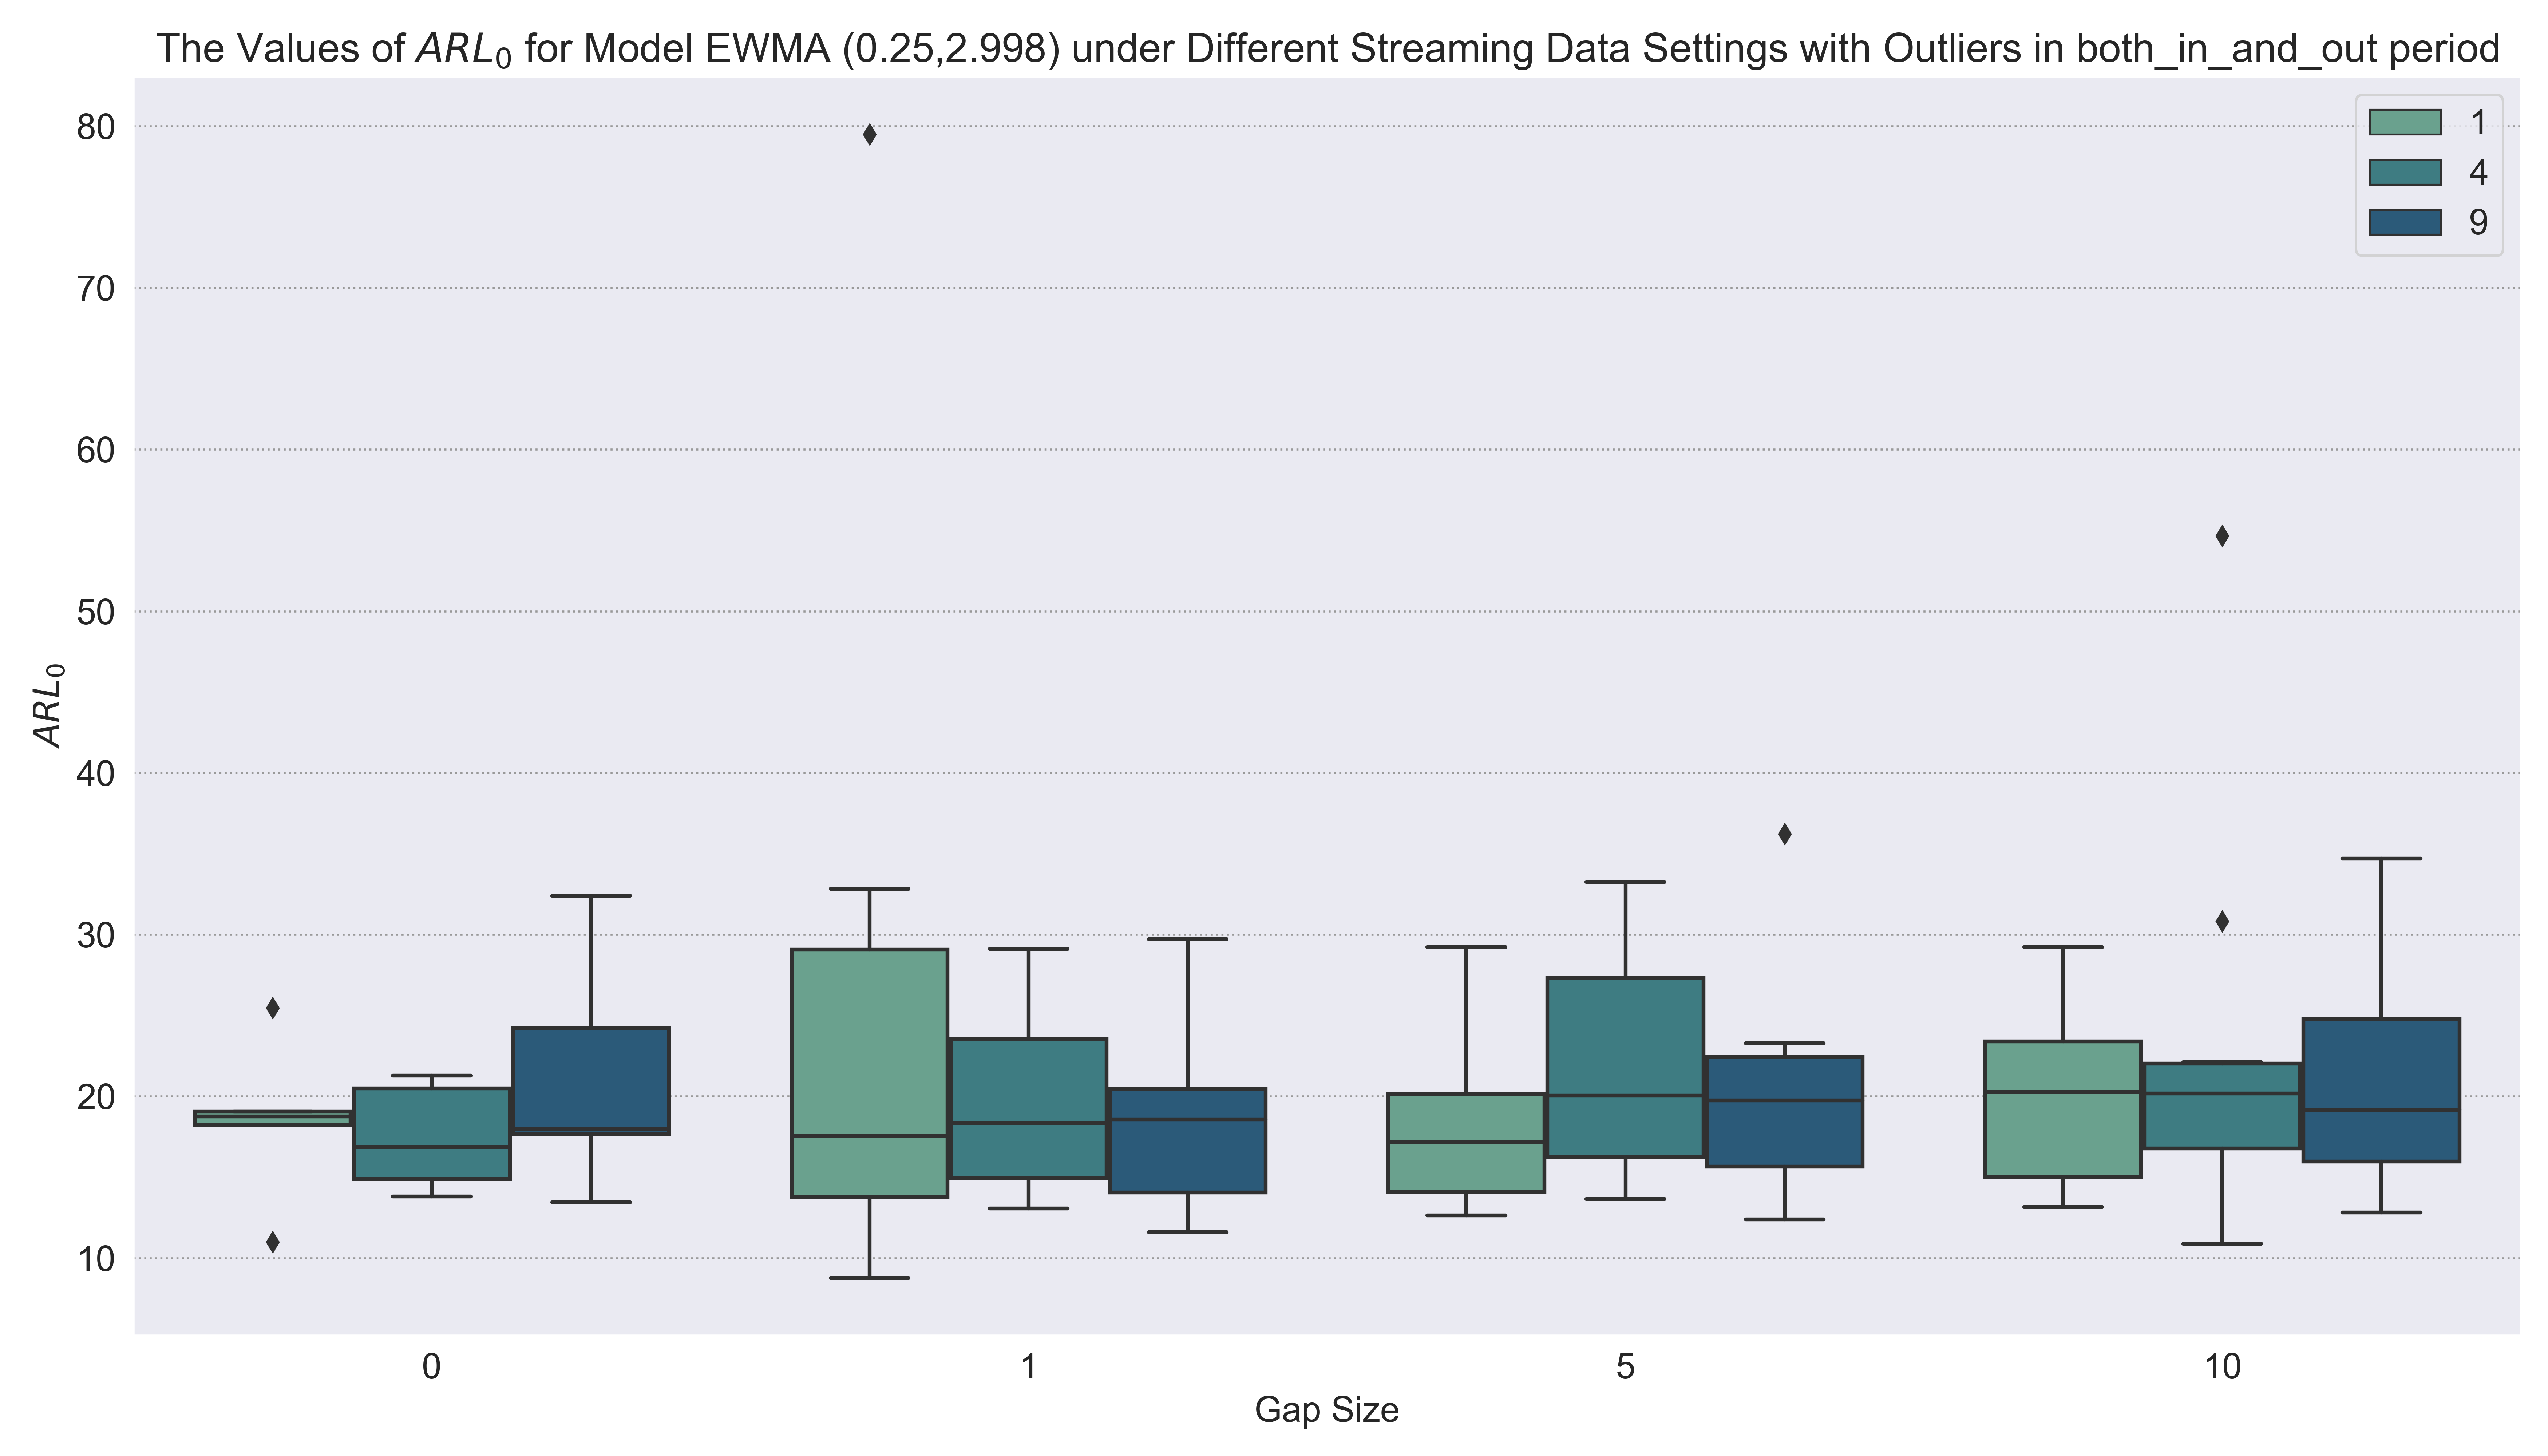 The Values of ARL₀ for Model EWMA (0.25,2.998) under Different Streaming Data Settings with Outliers in both_in_and_out period
80
70
60
50
40
30
20
10
ARL₀
1
4
9
0 1 5 10
Gap Size